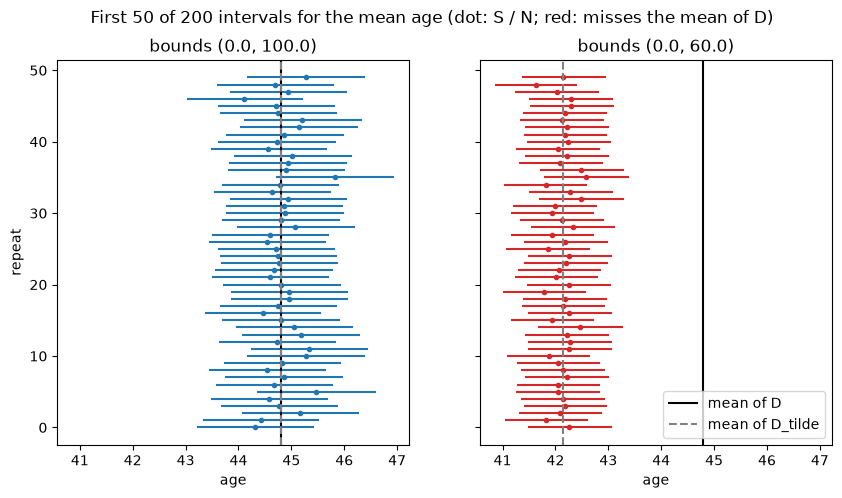 First 50 of 200 intervals for the mean age (dot: S / N; red: misses the mean of D)
bounds (0.0, 100.0)
bounds (0.0, 60.0)
50
40
30
20
10
0
repeat
41 42 43 44 45 46 47
age
41 42 43 44 45 46 47
age
mean of D
mean of D_tilde